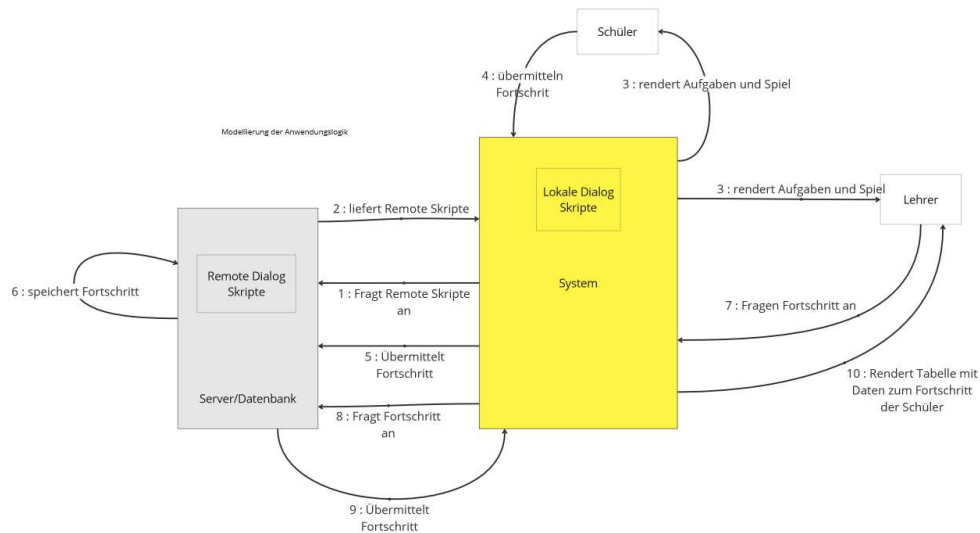 Schüler
4 : übermitteln
Fortschrit
3 : rendert Aufgaben und Spiel
Modellierung der Anwendungslogik
Lokale Dialog
Skripte
3 : rendert Aufgaben und Spiel
Lehrer
2 : liefert Remote Skripte
Remote Dialog
Skripte
6 : speichert Fortschritt
1 : Fragt Remote Skripte
an
System
7 : Fragen Fortschritt an
5 : Übermittelt
Fortschritt
10 : Rendert Tabelle mit
Daten zum Fortschritt
der Schüler
Server/Datenbank
8 : Fragt Fortschritt
an
9 : Übermittelt
Fortschritt